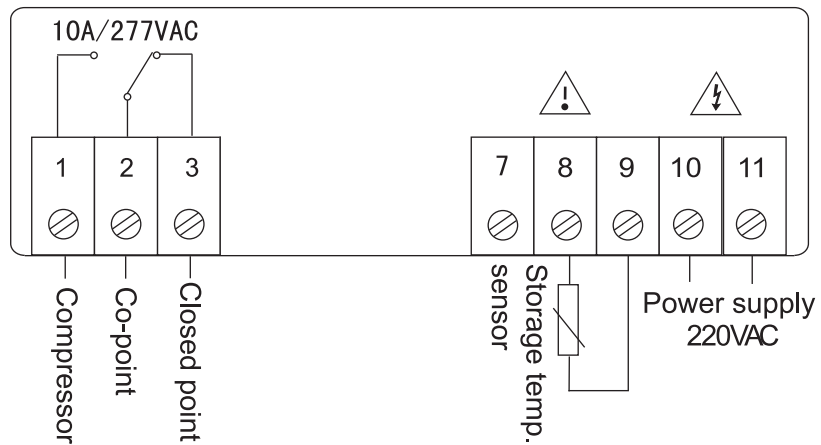 10A/277VAC
1 2 3
7 8 9 10 11
Compressor
Co-point
Closed point
Storage temp.
sensor
Power supply
220VAC